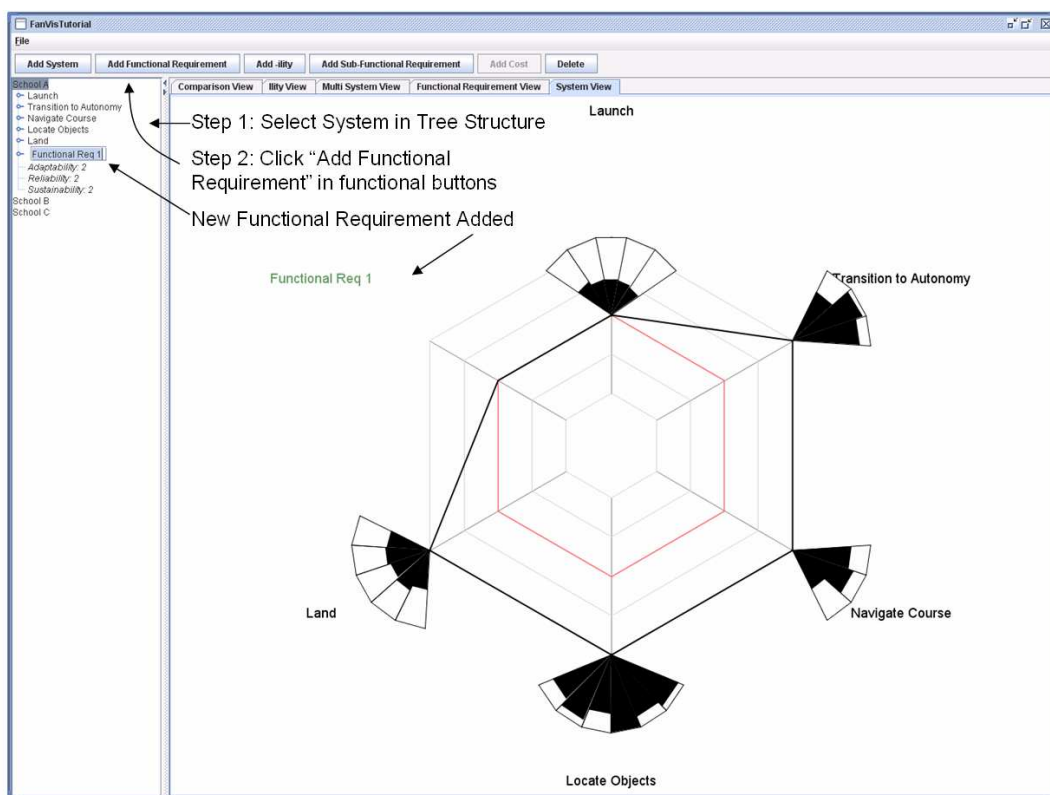 FanVisTutorial
File
Add System Add Functional Requirement Add -ility Add Sub-Functional Requirement Add Cost Delete
School A
Launch
Transition to Autonomy
Navigate Course
Locate Objects
Land
Functional Req 1
Adaptability: 2
Reliability: 2
Sustainability: 2
School B
School C
Comparison View Ility View Multi System View Functional Requirement View System View
Launch
Step 1: Select System in Tree Structure
Step 2: Click “Add Functional
Requirement” in functional buttons
New Functional Requirement Added
Functional Req 1
Transition to Autonomy
Land
Navigate Course
Locate Objects